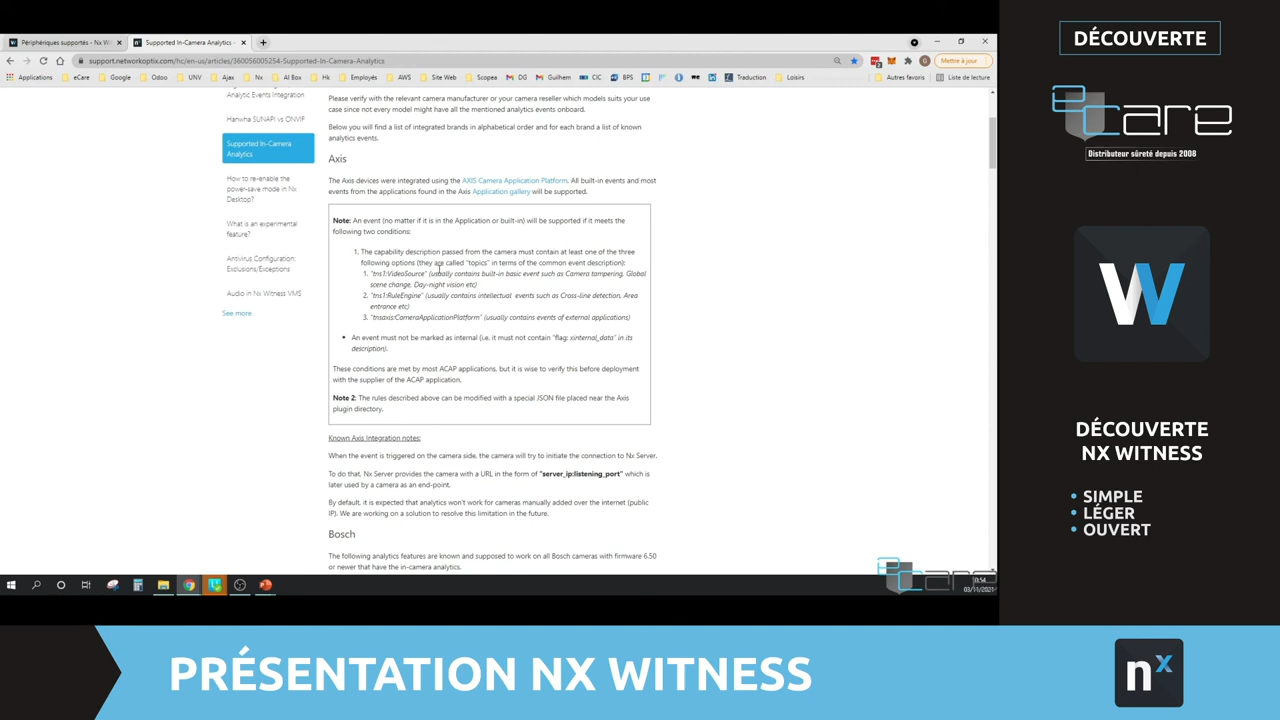 Périphériques supportés - Nx W
Supported In-Camera Analytics -
support.networkoptix.com/hc/en-us/articles/360056005254-Supported-In-Camera-Analytics
Mettre à jour
Applications eCare Google Odoo UNV Ajax Nx AI Box Hk Employés AWS Site Web Scopea DG Guilhem CIC BPS Traduction Loisirs Autres favoris Liste de lecture
Analytic Events Integration
Hanwha SUNAPI vs ONVIF
Supported In-Camera
Analytics
How to re-enable the
power-save mode in Nx
Desktop?
What is an experimental
feature?
Antivirus Configuration:
Exclusions/Exceptions
Audio in Nx Witness VMS
See more
Please verify with the relevant camera manufacturer or your camera reseller which models suits your use
case since not every model might have all the mentioned analytics events onboard.
Below you will find a list of integrated brands in alphabetical order and for each brand a list of known
analytics events.
Axis
The Axis devices were integrated using the AXIS Camera Application Platform. All built-in events and most
events from the applications found in the Axis Application gallery will be supported.
Note: An event (no matter if it is in the Application or built-in) will be supported if it meets the
following two conditions:
1. The capability description passed from the camera must contain at least one of the three
following options (they are called "topics" in terms of the common event description):
1. "tns1:VideoSource" (usually contains built-in basic event such as Camera tampering, Global
scene change, Day-night vision etc)
2. "tns1:RuleEngine" (usually contains intellectual events such as Cross-line detection, Area
entrance etc)
3. "tnsaxis:CameraApplicationPlatform" (usually contains events of external applications)
• An event must not be marked as internal (i.e, it must not contain "flag: xinternal_data" in its
description).
These conditions are met by most ACAP applications, but it is wise to verify this before deployment
with the supplier of the ACAP application.
Note 2: The rules described above can be modified with a special JSON file placed near the Axis
plugin directory.
Known Axis Integration notes:
When the event is triggered on the camera side, the camera will try to initiate the connection to Nx Server.
To do that, Nx Server provides the camera with a URL in the form of "server_ip:listening_port" which is
later used by a camera as an end-point.
By default, it is expected that analytics won't work for cameras manually added over the internet (public
IP). We are working on a solution to resolve this limitation in the future.
Bosch
The following analytics features are known and supposed to work on all Bosch cameras with firmware 6.50
or newer that have the in-camera analytics.
03/11/2021
DÉCOUVERTE
ecare
Distributeur sûreté depuis 2008
W
DÉCOUVERTE
NX WITNESS
• SIMPLE
• LÉGER
• OUVERT
PRÉSENTATION NX WITNESS
nx